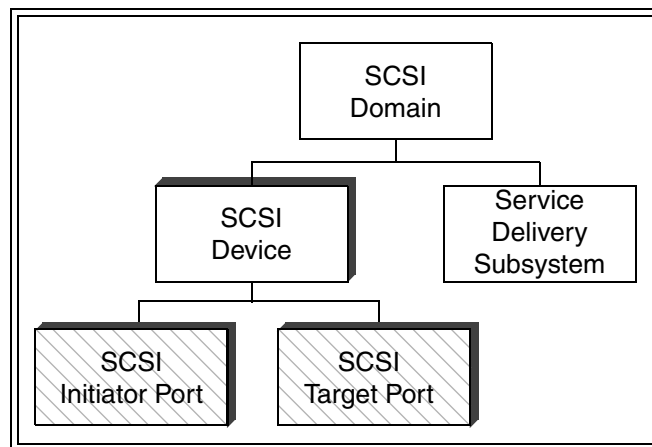 SCSI
Domain
SCSI
Device
Service
Delivery
Subsystem
SCSI
Initiator Port
SCSI
Target Port